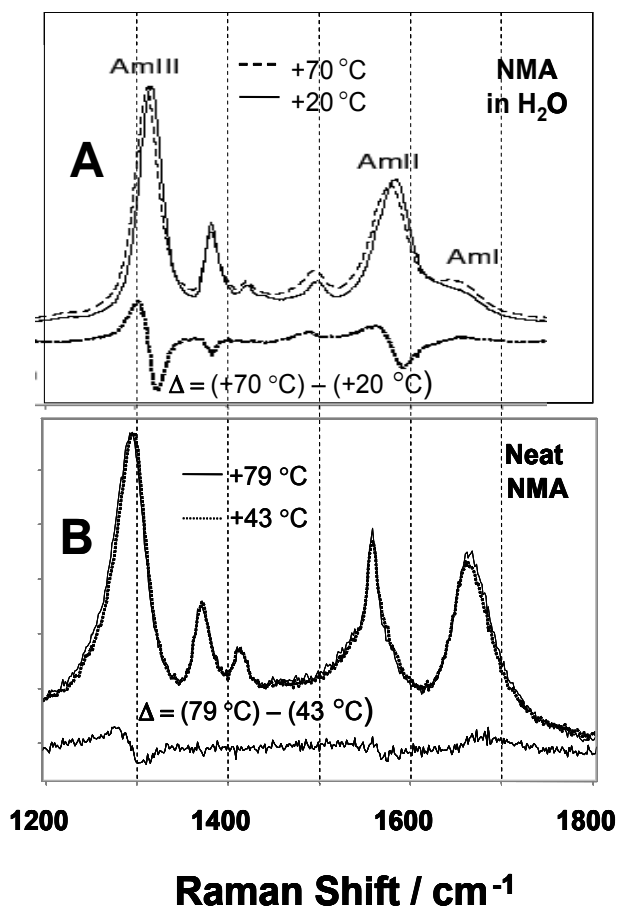 AmIII
+70 °C
+20 °C
NMA
in H₂O
A
AmII
AmI
Δ = (+70 °C) – (+20 °C)
+79 °C
+43 °C
Neat
NMA
B
Δ = (79 °C) – (43 °C)
1200 1400 1600 1800
Raman Shift / cm⁻¹